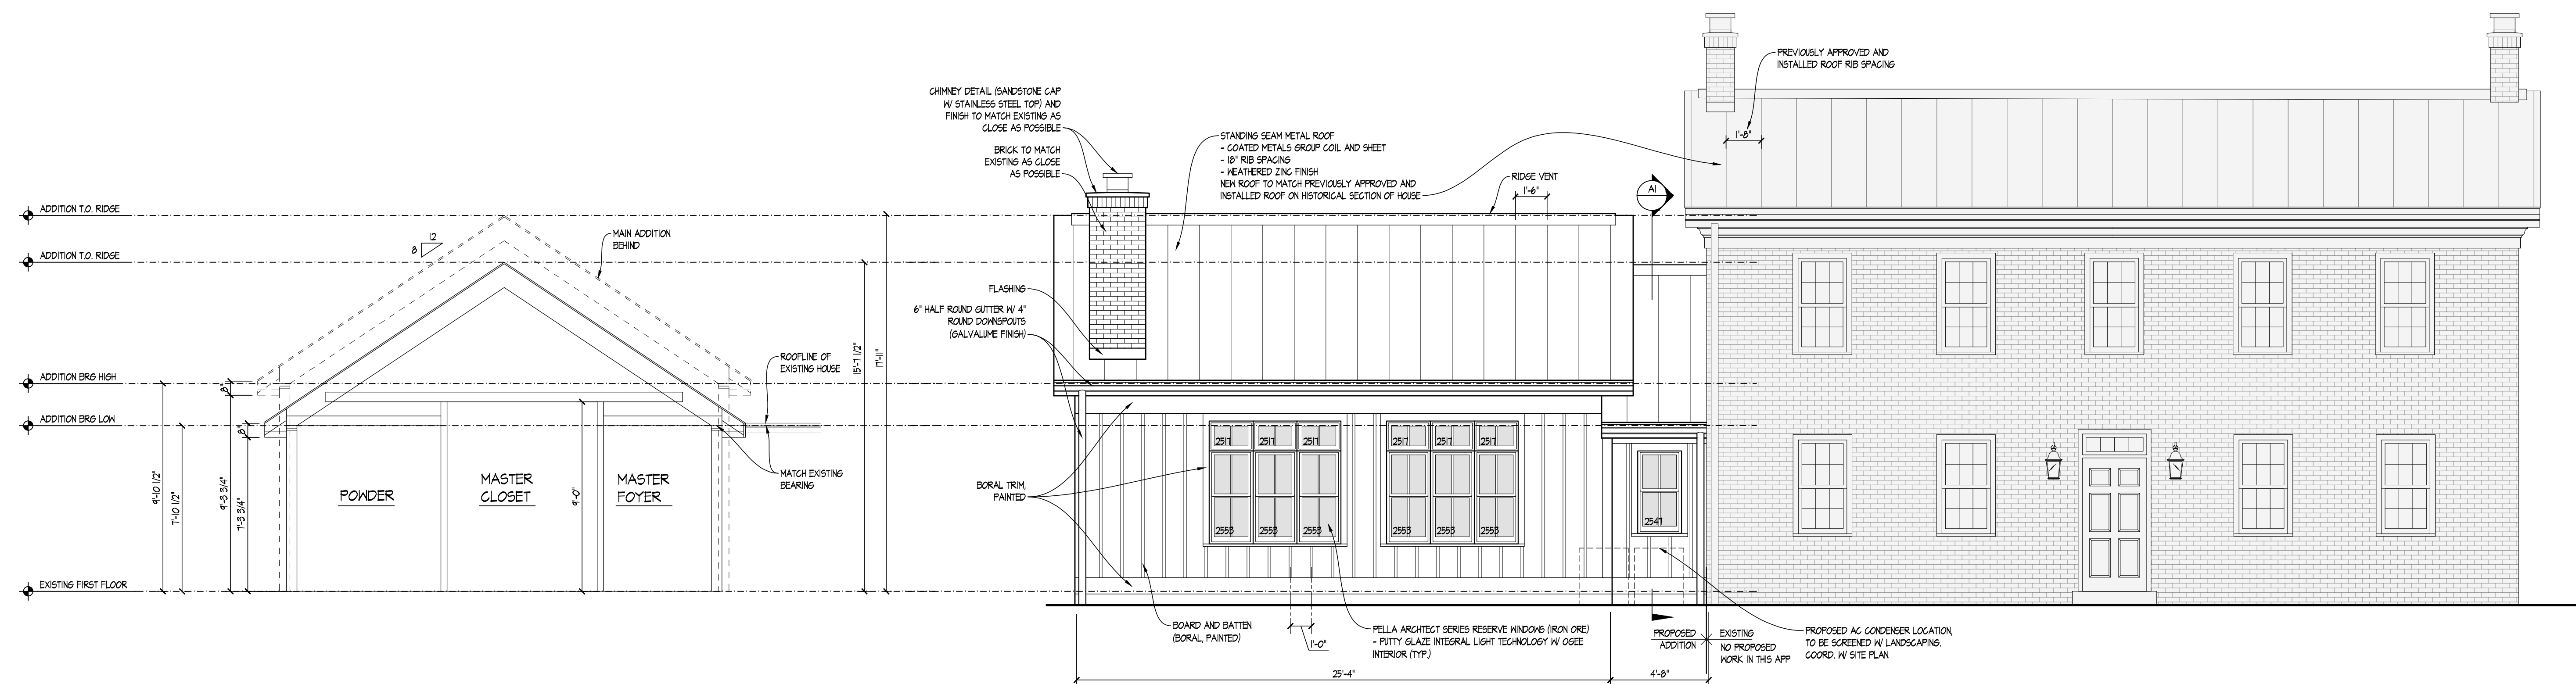 ADDITION T.O. RIDGE
ADDITION T.O. RIDGE
ADDITION BRG HIGH
ADDITION BRG LOW
EXISTING FIRST FLOOR
12
8
MAIN ADDITION
BEHIND
ROOFLINE OF
EXISTING HOUSE
MATCH EXISTING
BEARING
8"
8"
9'-10 1/2"
7'-10 1/2"
9'-3 3/4"
7'-3 3/4"
9'-0"
POWDER
MASTER
CLOSET
MASTER
FOYER
15'-7 1/2"
17'-11"
CHIMNEY DETAIL (SANDSTONE CAP
W/ STAINLESS STEEL TOP) AND
FINISH TO MATCH EXISTING AS
CLOSE AS POSSIBLE
BRICK TO MATCH
EXISTING AS CLOSE
AS POSSIBLE
FLASHING
6" HALF ROUND GUTTER W/ 4"
ROUND DOWNSPOUTS
(GALVALUME FINISH)
BORAL TRIM,
PAINTED
STANDING SEAM METAL ROOF
- COATED METALS GROUP COIL AND SHEET
- 18" RIB SPACING
- WEATHERED ZINC FINISH
NEW ROOF TO MATCH PREVIOUSLY APPROVED AND
INSTALLED ROOF ON HISTORICAL SECTION OF HOUSE
RIDGE VENT
1'-6"
A1
PREVIOUSLY APPROVED AND
INSTALLED ROOF RIB SPACING
1'-8"
2517 2517 2517 2517 2517 2517
2553 2553 2553 2553 2553 2553
2547
BOARD AND BATTEN
(BORAL, PAINTED)
1'-0"
PELLA ARCHITECT SERIES RESERVE WINDOWS (IRON ORE)
- PUTTY GLAZE INTEGRAL LIGHT TECHNOLOGY W/ OGEE
INTERIOR (TYP.)
PROPOSED
ADDITION
EXISTING
NO PROPOSED
WORK IN THIS APP
PROPOSED AC CONDENSER LOCATION,
TO BE SCREENED W/ LANDSCAPING.
COORD. W/ SITE PLAN
25'-4"
4'-8"